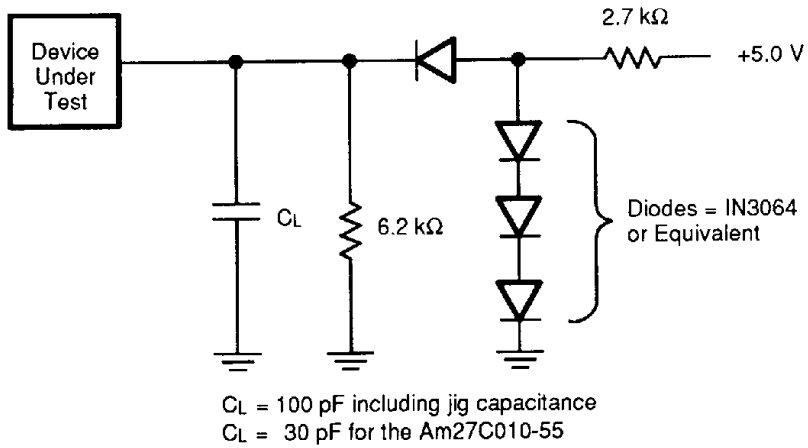 2.7 kΩ
Device
Under
Test
+5.0 V
CL
6.2 kΩ
Diodes = IN3064
or Equivalent
CL = 100 pF including jig capacitance
CL = 30 pF for the Am27C010-55